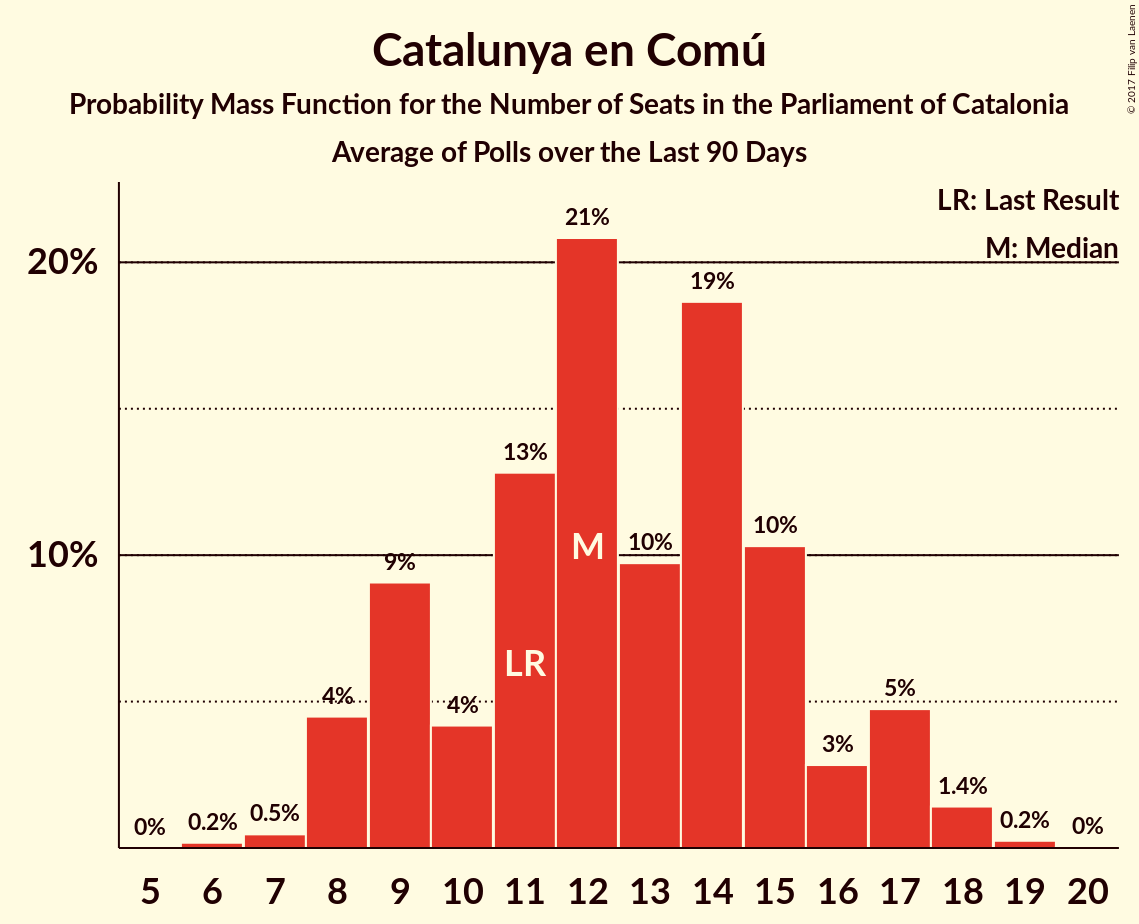 Catalunya en Comú
Probability Mass Function for the Number of Seats in the Parliament of Catalonia
Average of Polls over the Last 90 Days
© 2017 Filip van Laenen
LR: Last Result
M: Median
20%
10%
0%
0.2%
0.5%
4%
9%
4%
13%
21%
10%
19%
10%
3%
5%
1.4%
0.2%
0%
LR
M
5 6 7 8 9 10 11 12 13 14 15 16 17 18 19 20